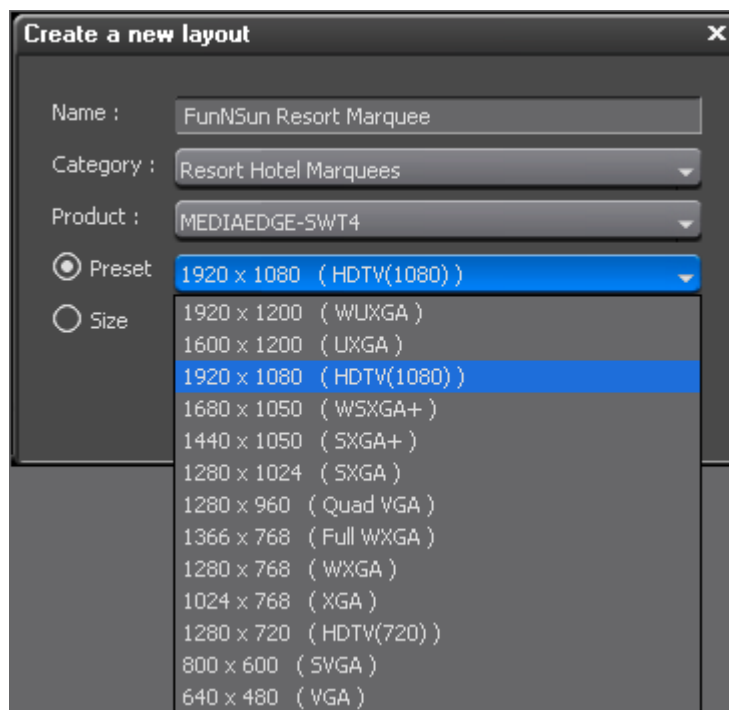 Create a new layout
Name : FunNSun Resort Marquee
Category : Resort Hotel Marquees
Product : MEDIAEDGE-SWT4
Preset 1920 x 1080 ( HDTV(1080) )
Size
1920 x 1200 ( WUXGA )
1600 x 1200 ( UXGA )
1920 x 1080 ( HDTV(1080) )
1680 x 1050 ( WSXGA+ )
1440 x 1050 ( SXGA+ )
1280 x 1024 ( SXGA )
1280 x 960 ( Quad VGA )
1366 x 768 ( Full WXGA )
1280 x 768 ( WXGA )
1024 x 768 ( XGA )
1280 x 720 ( HDTV(720) )
800 x 600 ( SVGA )
640 x 480 ( VGA )